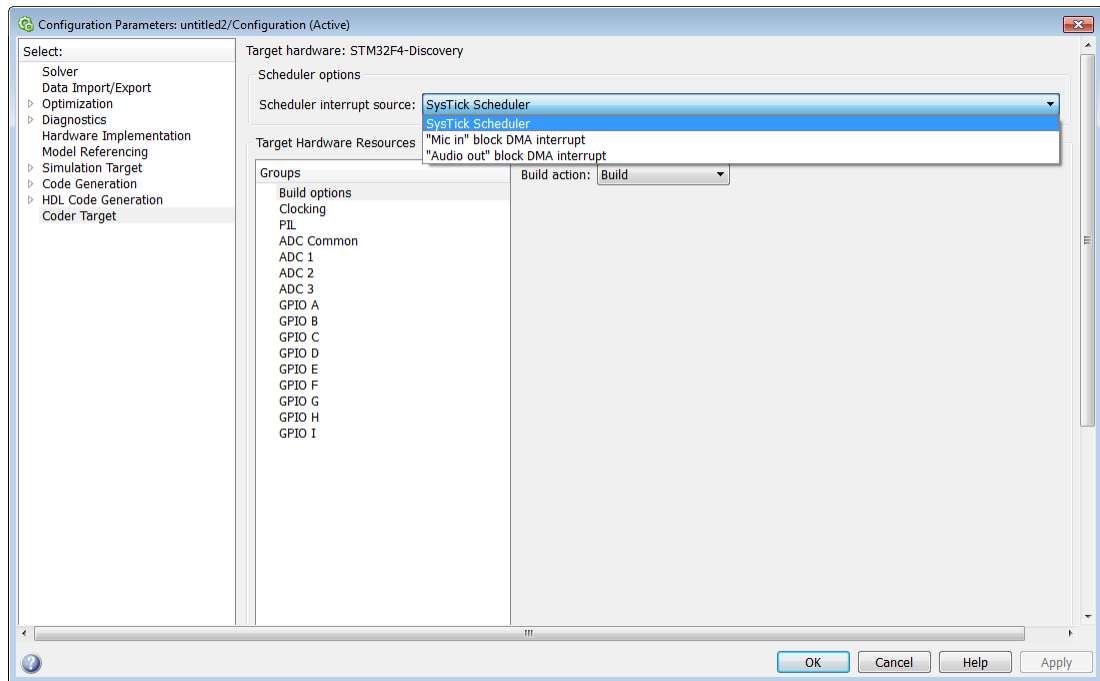 Configuration Parameters: untitled2/Configuration (Active)
Select:
Solver
Data Import/Export
Optimization
Diagnostics
Hardware Implementation
Model Referencing
Simulation Target
Code Generation
HDL Code Generation
Coder Target
Target hardware: STM32F4-Discovery
Scheduler options
Scheduler interrupt source: SysTick Scheduler
SysTick Scheduler
"Mic in" block DMA interrupt
"Audio out" block DMA interrupt
Target Hardware Resources
Groups
Build options
Clocking
PIL
ADC Common
ADC 1
ADC 2
ADC 3
GPIO A
GPIO B
GPIO C
GPIO D
GPIO E
GPIO F
GPIO G
GPIO H
GPIO I
Build action: Build
OK Cancel Help Apply